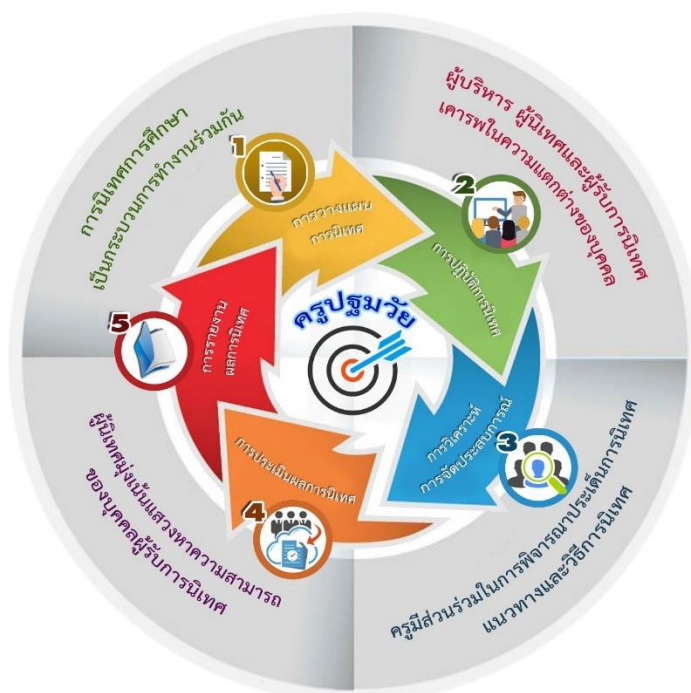 การนิเทศการศึกษา
เป็นกระบวนการทำงานร่วมกัน
ผู้บริหาร ผู้นิเทศและผู้รับการนิเทศ
เคารพในความแตกต่างของบุคคล
1
การวางแผน
การนิเทศ
2
การปฏิบัติการนิเทศ
3
การวิเคราะห์
การจัดประสบการณ์
4
การประเมินผลการนิเทศ
5
การรายงาน
ผลการนิเทศ
ครูปฐมวัย
ครูมีส่วนร่วมในการพิจารณาประเด็นการนิเทศ
แนวทางและวิธีการนิเทศ
ผู้นิเทศมุ่งเน้นแสวงหาความสามารถ
ของบุคคลผู้รับการนิเทศ